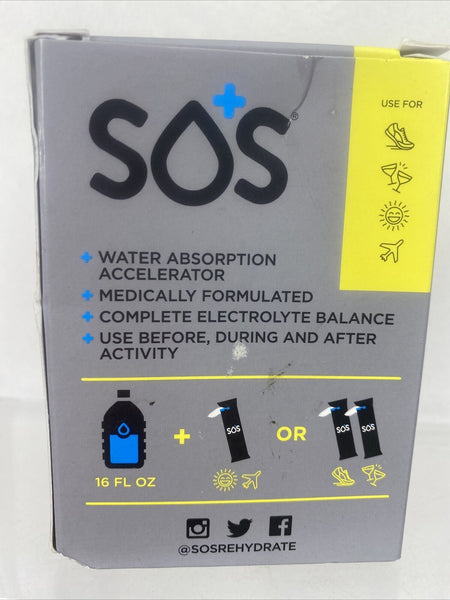 USE FOR
SOS®
WATER ABSORPTION
ACCELERATOR
MEDICALLY FORMULATED
COMPLETE ELECTROLYTE BALANCE
USE BEFORE, DURING AND AFTER
ACTIVITY
16 FL OZ
+
SOS
OR
SOS
SOS
@SOSREHYDRATE